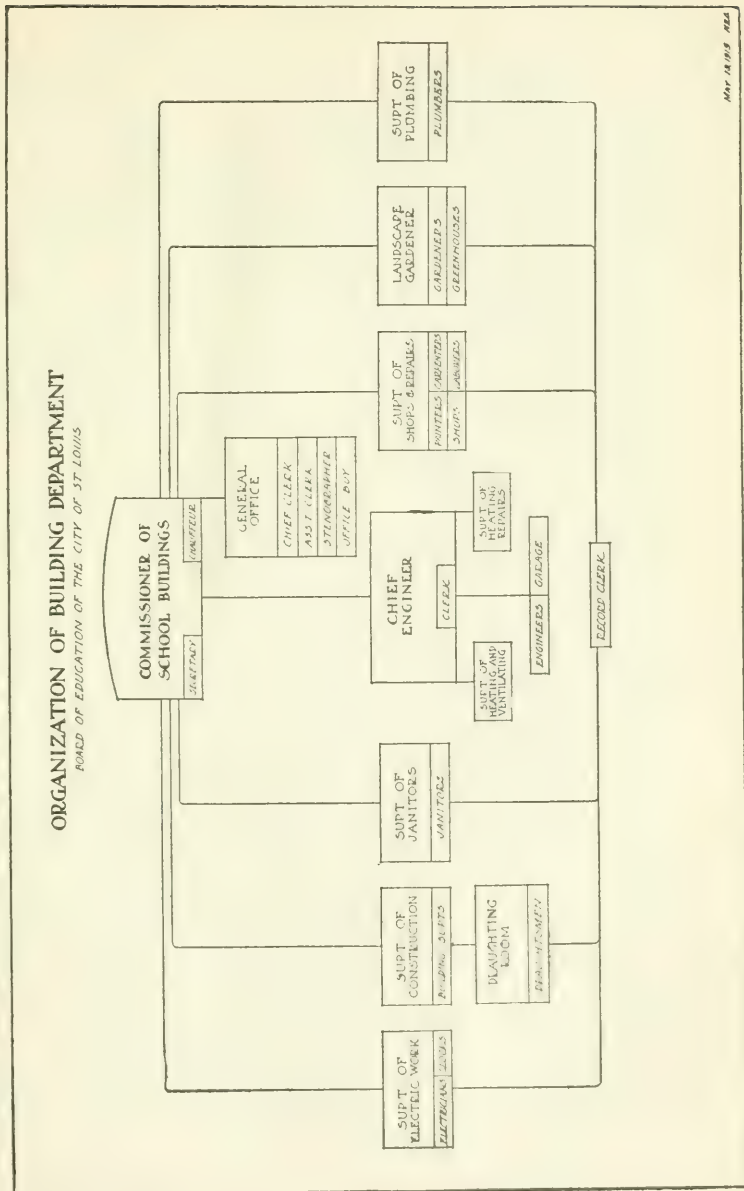 ORGANIZATION OF BUILDING DEPARTMENT
BOARD OF EDUCATION OF THE CITY OF ST LOUIS
COMMISSIONER OF
SCHOOL BUILDINGS
SECRETARY
CHAUFFEUR
GENERAL
OFFICE
CHIEF CLERK
ASST CLERK
STENOGRAPHER
OFFICE BOY
SUPT OF
ELECTRIC WORK
ELECTRICIANS
SUPT OF
CONSTRUCTION
BUILDING SUPTS
DRAUGHTING
ROOM
DRAUGHTSMEN
SUPT OF
JANITORS
JANITORS
CHIEF
ENGINEER
CLERK
SUPT OF
HEATING AND
VENTILATING
SUPT OF
HEATING
REPAIRS
ENGINEERS
GARAGE
SUPT OF
SHOPS & REPAIRS
CARPENTERS
SHOPS
LABORERS
LANDSCAPE
GARDENER
GARDENERS
GREENHOUSES
SUPT OF
PLUMBING
PLUMBERS
RECORD CLERK
MAY